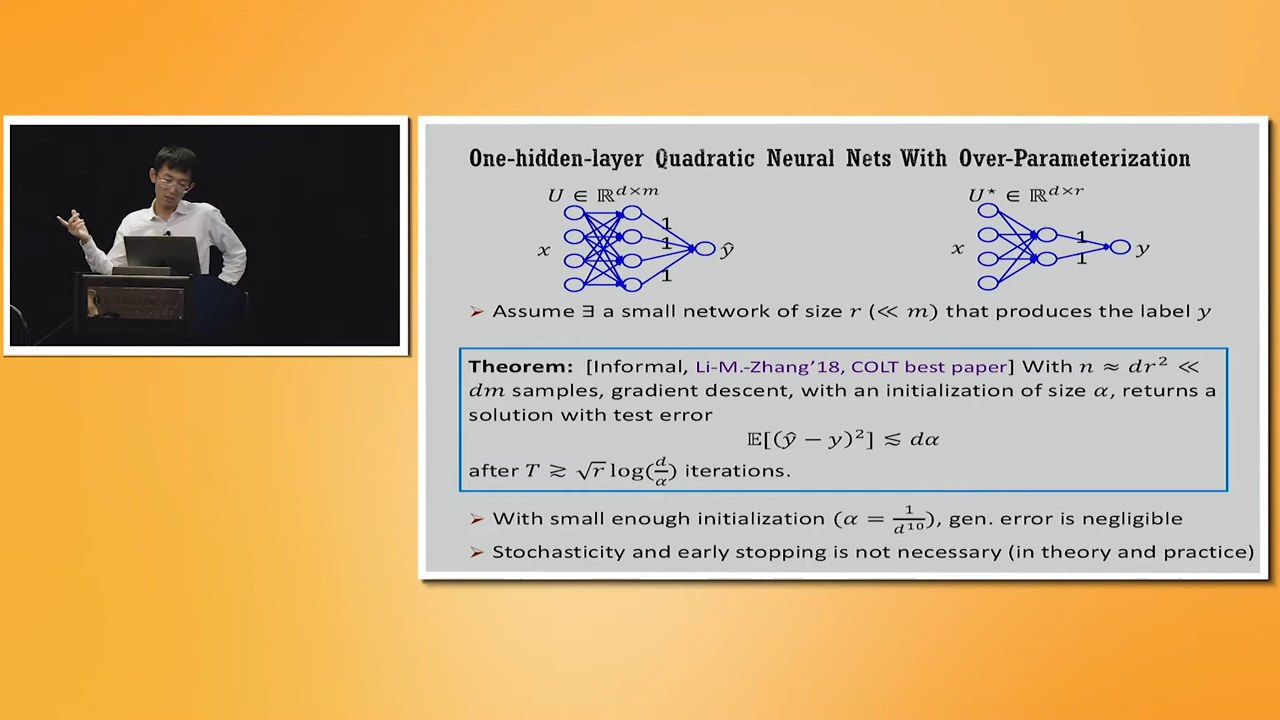 One-hidden-layer Quadratic Neural Nets With Over-Parameterization
U ∈ ℝ^{d×m}
U⋆ ∈ ℝ^{d×r}
x
1
1
1
ŷ
x
1
1
y
➢ Assume ∃ a small network of size r (≪ m) that produces the label y
Theorem: [Informal, Li-M.-Zhang'18, COLT best paper] With n ≈ dr² ≪
dm samples, gradient descent, with an initialization of size α, returns a
solution with test error
𝔼[(ŷ − y)²] ≲ dα
after T ≳ √r log(d/α) iterations.
➢ With small enough initialization (α = 1/d¹⁰), gen. error is negligible
➢ Stochasticity and early stopping is not necessary (in theory and practice)